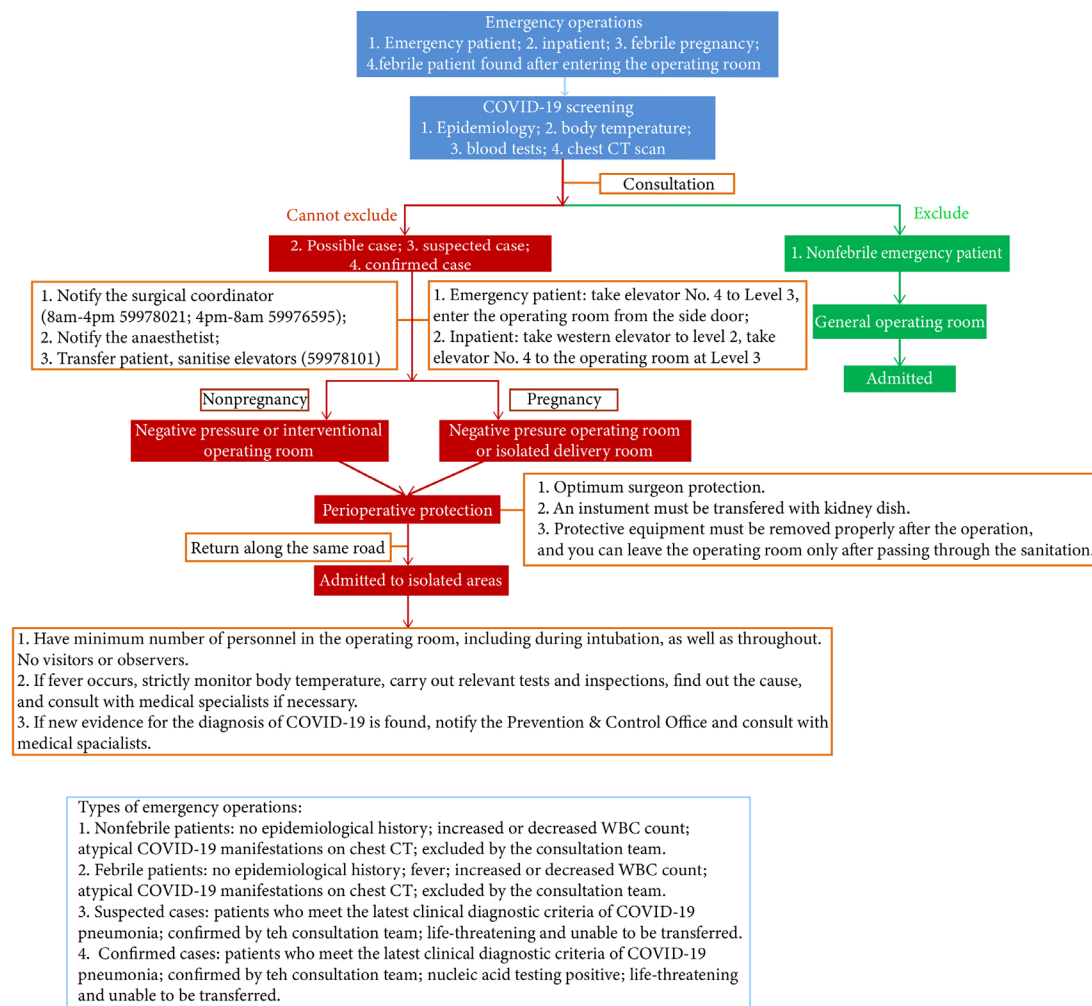 Emergency operations
1. Emergency patient; 2. inpatient; 3. febrile pregnancy;
4.febrile patient found after entering the operating room
COVID-19 screening
1. Epidemiology; 2. body temperature;
3. blood tests; 4. chest CT scan
Consultation
Cannot exclude
Exclude
2. Possible case; 3. suspected case;
4. confirmed case
1. Nonfebrile emergency patient
1. Notify the surgical coordinator
(8am-4pm 59978021; 4pm-8am 59976595);
2. Notify the anaesthetist;
3. Transfer patient, sanitise elevators (59978101)
1. Emergency patient: take elevator No. 4 to Level 3,
enter the operating room from the side door;
2. Inpatient: take western elevator to level 2, take
elevator No. 4 to the operating room at Level 3
General operating room
Admitted
Nonpregnancy
Pregnancy
Negative pressure or interventional
operating room
Negative presure operating room
or isolated delivery room
Perioperative protection
1. Optimum surgeon protection.
2. An instument must be transfered with kidney dish.
3. Protective equipment must be removed properly after the operation,
and you can leave the operating room only after passing through the sanitation.
Return along the same road
Admitted to isolated areas
1. Have minimum number of personnel in the operating room, including during intubation, as well as throughout.
No visitors or observers.
2. If fever occurs, strictly monitor body temperature, carry out relevant tests and inspections, find out the cause,
and consult with medical specialists if necessary.
3. If new evidence for the diagnosis of COVID-19 is found, notify the Prevention & Control Office and consult with
medical spacialists.
Types of emergency operations:
1. Nonfebrile patients: no epidemiological history; increased or decreased WBC count;
atypical COVID-19 manifestations on chest CT; excluded by the consultation team.
2. Febrile patients: no epidemiological history; fever; increased or decreased WBC count;
atypical COVID-19 manifestations on chest CT; excluded by the consultation team.
3. Suspected cases: patients who meet the latest clinical diagnostic criteria of COVID-19
pneumonia; confirmed by teh consultation team; life-threatening and unable to be transferred.
4. Confirmed cases: patients who meet the latest clinical diagnostic criteria of COVID-19
pneumonia; confirmed by teh consultation team; nucleic acid testing positive; life-threatening
and unable to be transferred.